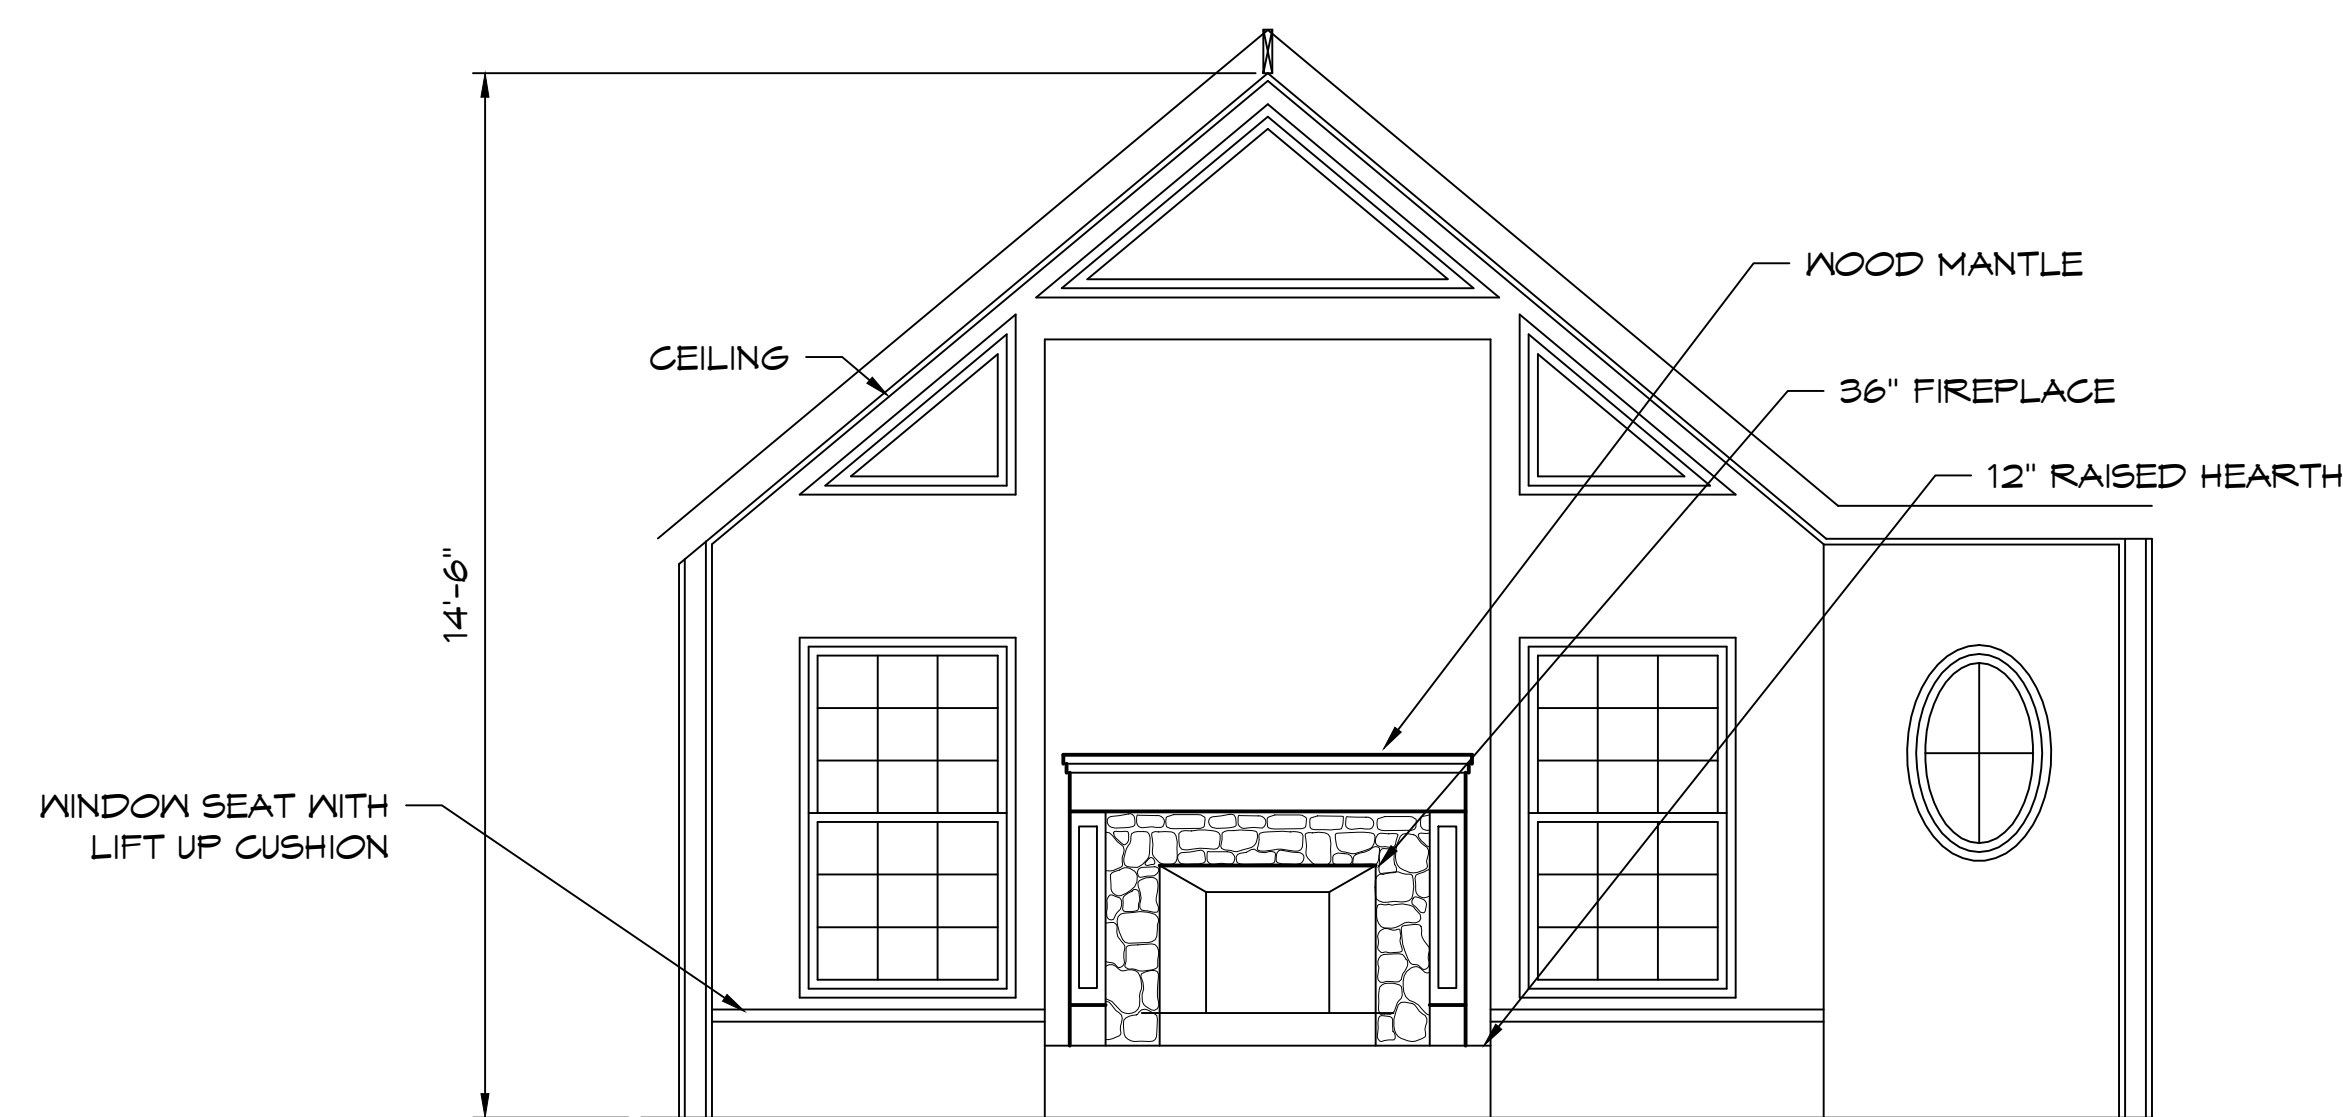 WOOD MANTLE
CEILING
36" FIREPLACE
12" RAISED HEARTH
14'-6"
WINDOW SEAT WITH
LIFT UP CUSHION